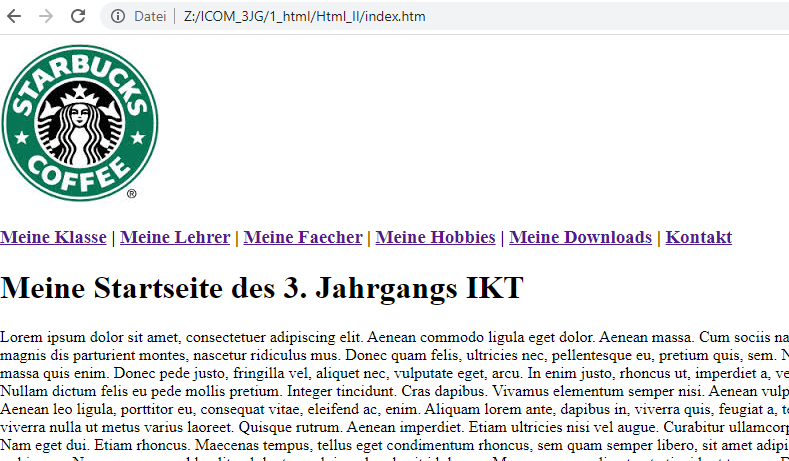 Datei | Z:/ICOM_3JG/1_html/Html_II/index.htm
STARBUCKS
COFFEE
®
Meine Klasse | Meine Lehrer | Meine Faecher | Meine Hobbies | Meine Downloads | Kontakt
Meine Startseite des 3. Jahrgangs IKT
Lorem ipsum dolor sit amet, consectetuer adipiscing elit. Aenean commodo ligula eget dolor. Aenean massa. Cum sociis
magnis dis parturient montes, nascetur ridiculus mus. Donec quam felis, ultricies nec, pellentesque eu, pretium quis, sem.
massa quis enim. Donec pede justo, fringilla vel, aliquet nec, vulputate eget, arcu. In enim justo, rhoncus ut, imperdiet a,
Nullam dictum felis eu pede mollis pretium. Integer tincidunt. Cras dapibus. Vivamus elementum semper nisi. Aenean
Aenean leo ligula, porttitor eu, consequat vitae, eleifend ac, enim. Aliquam lorem ante, dapibus in, viverra quis, feugiat a,
viverra nulla ut metus varius laoreet. Quisque rutrum. Aenean imperdiet. Etiam ultricies nisi vel augue. Curabitur
Nam eget dui. Etiam rhoncus. Maecenas tempus, tellus eget condimentum rhoncus, sem quam semper libero, sit amet